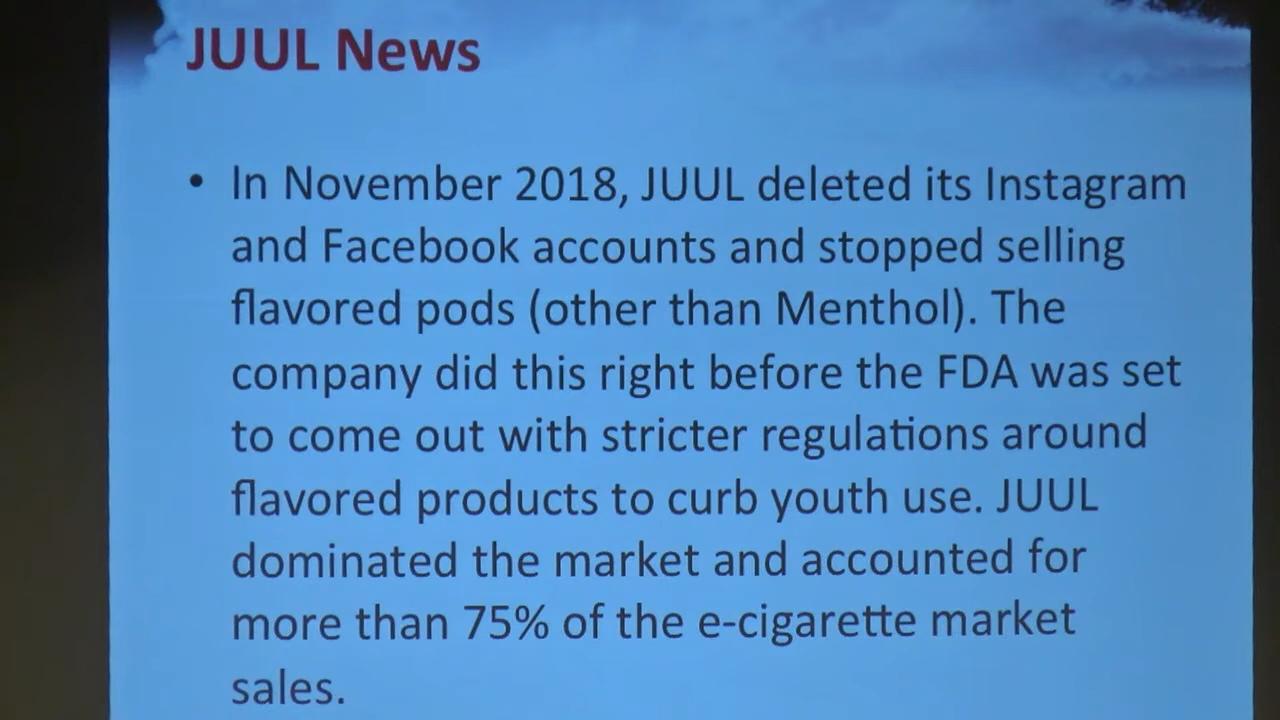 JUUL News
• In November 2018, JUUL deleted its Instagram
and Facebook accounts and stopped selling
flavored pods (other than Menthol). The
company did this right before the FDA was set
to come out with stricter regulations around
flavored products to curb youth use. JUUL
dominated the market and accounted for
more than 75% of the e-cigarette market
sales.